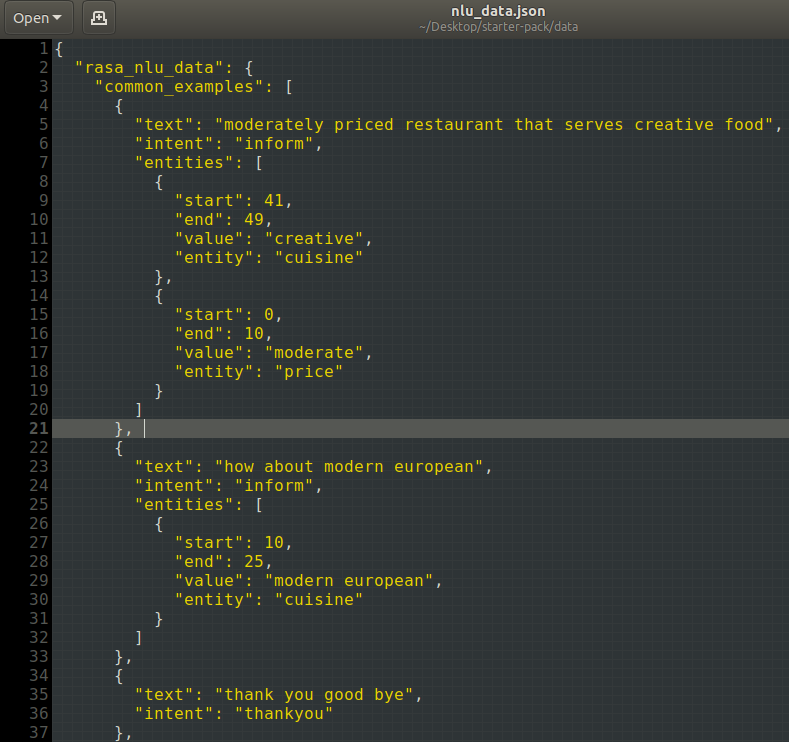 Open
nlu_data.json
~/Desktop/starter-pack/data
1 {
2   "rasa_nlu_data": {
3     "common_examples": [
4       {
5         "text": "moderately priced restaurant that serves creative food",
6         "intent": "inform",
7         "entities": [
8           {
9             "start": 41,
10             "end": 49,
11             "value": "creative",
12             "entity": "cuisine"
13           },
14           {
15             "start": 0,
16             "end": 10,
17             "value": "moderate",
18             "entity": "price"
19           }
20         ]
21       },
22       {
23         "text": "how about modern european",
24         "intent": "inform",
25         "entities": [
26           {
27             "start": 10,
28             "end": 25,
29             "value": "modern european",
30             "entity": "cuisine"
31           }
32         ]
33       },
34       {
35         "text": "thank you good bye",
36         "intent": "thankyou"
37       },